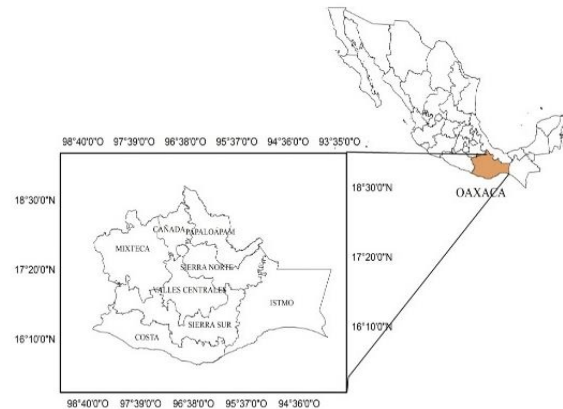 98°40'0"O 97°39'0"O 96°38'0"O 95°37'0"O 94°36'0"O 93°35'0"O
18°30'0"N
17°20'0"N
16°10'0"N
CAÑADA PAPALOAPAM
MIXTECA
SIERRA NORTE
VALLES CENTRALES
ISTMO
SIERRA SUR
COSTA
OAXACA
18°30'0"N
17°20'0"N
16°10'0"N
98°40'0"O 97°39'0"O 96°38'0"O 95°37'0"O 94°36'0"O